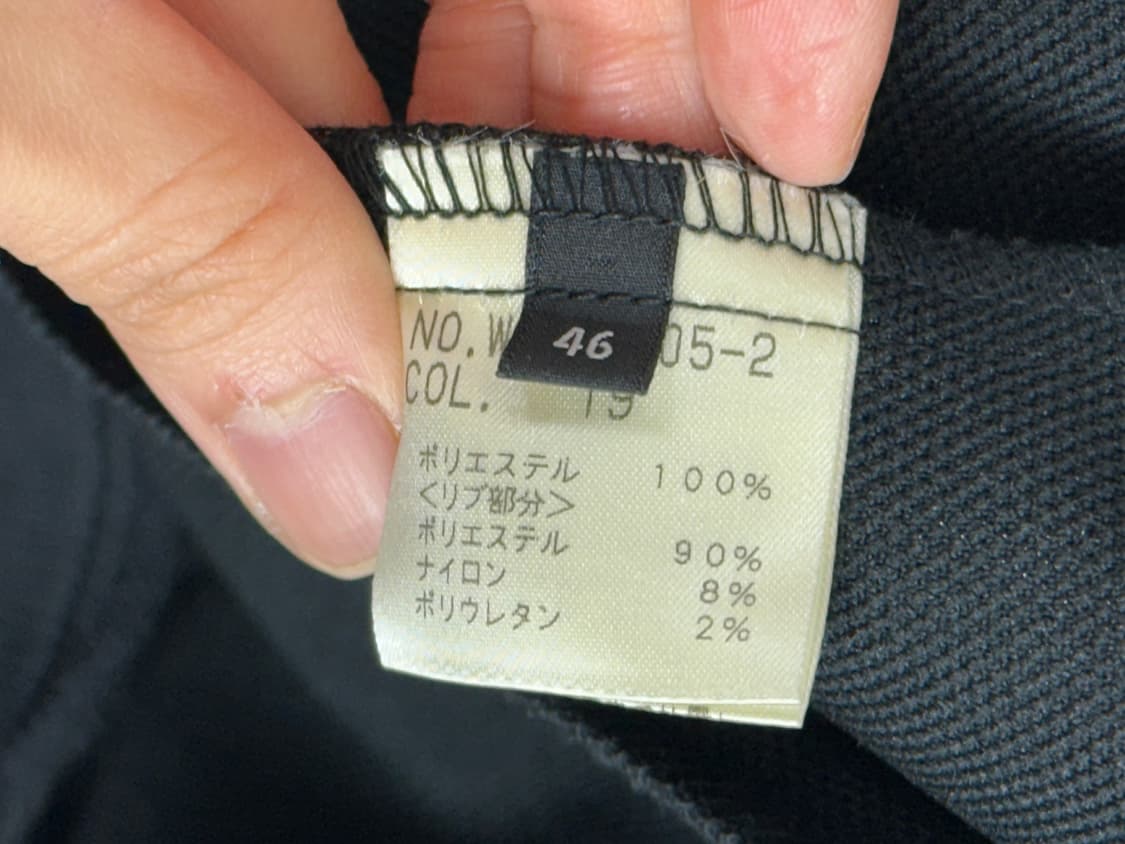 46
NO.W 05-2
COL. 19
ポリエステル 100%
<リブ部分>
ポリエステル 90%
ナイロン 8%
ポリウレタン 2%